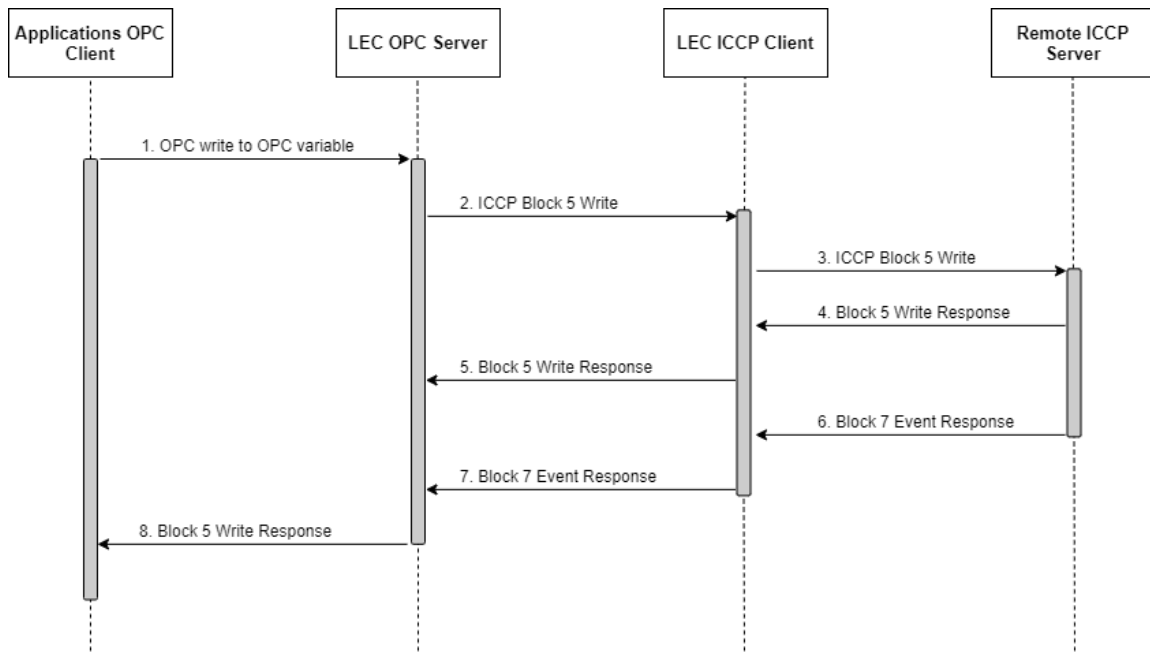 Applications OPC
Client
LEC OPC Server
LEC ICCP Client
Remote ICCP
Server
1. OPC write to OPC variable
2. ICCP Block 5 Write
3. ICCP Block 5 Write
4. Block 5 Write Response
5. Block 5 Write Response
6. Block 7 Event Response
7. Block 7 Event Response
8. Block 5 Write Response